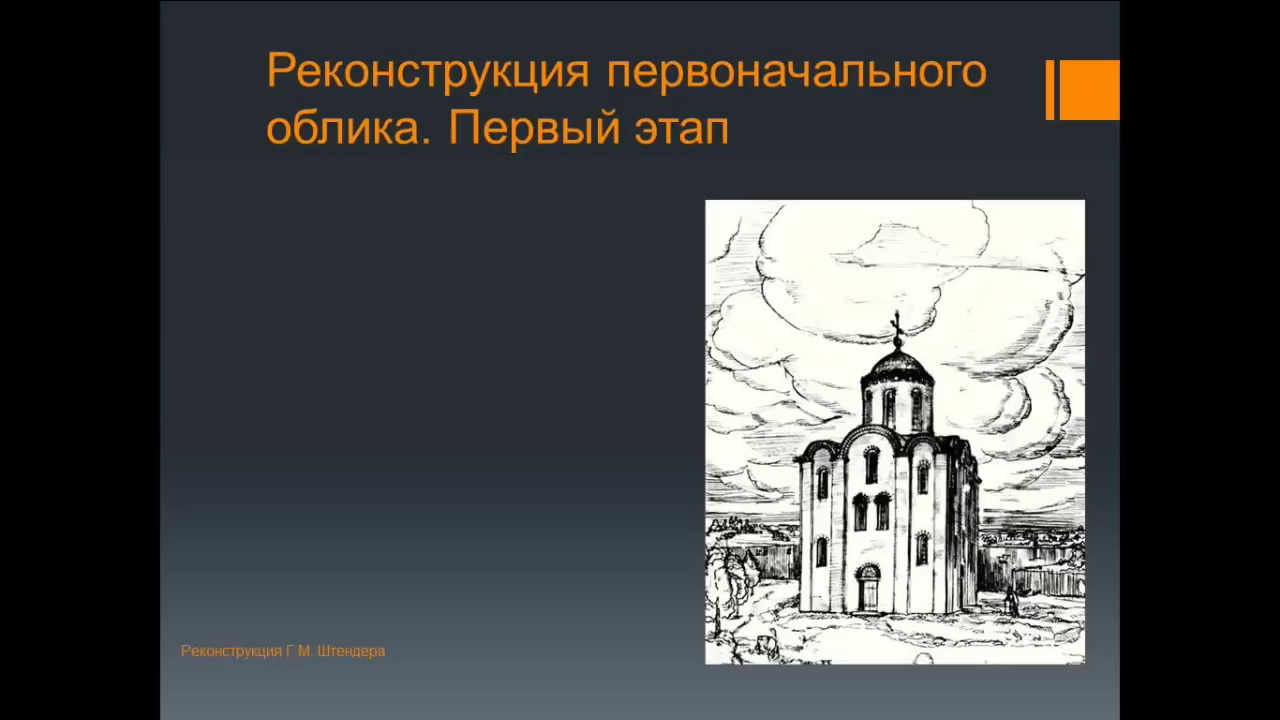 Реконструкция первоначального
облика. Первый этап
Реконструкция Г М. Штендера